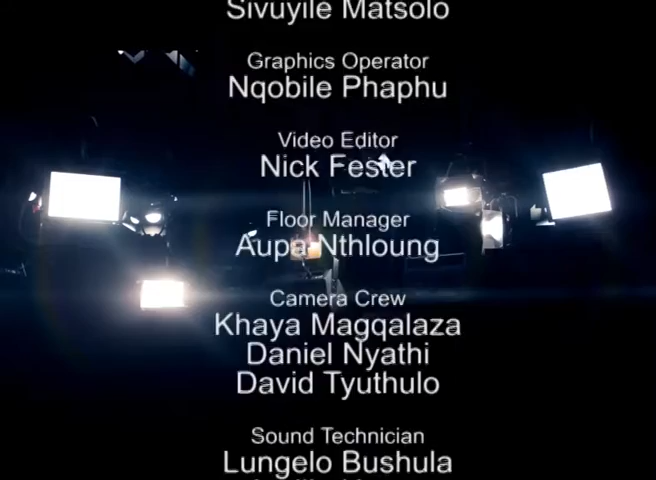 Sivuyile Matsolo
Graphics Operator
Nqobile Phaphu
Video Editor
Nick Fester
Floor Manager
Aupa Nthloung
Camera Crew
Khaya Magqalaza
Daniel Nyathi
David Tyuthulo
Sound Technician
Lungelo Bushula